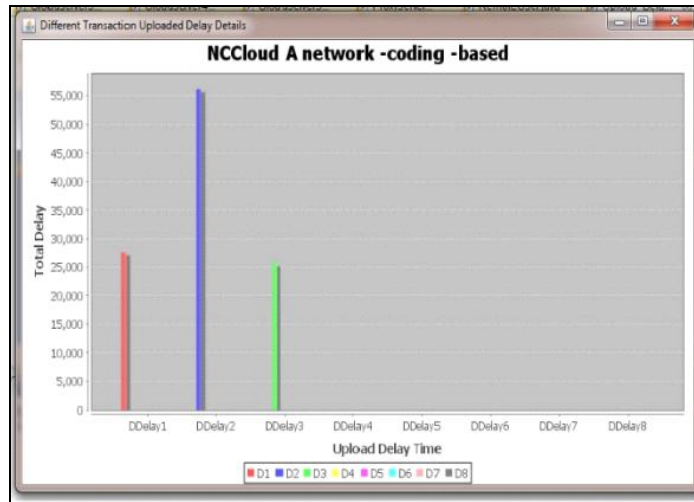 Different Transaction Uploaded Delay Details
NCCloud A network -coding -based
Total Delay
55,000
50,000
45,000
40,000
35,000
30,000
25,000
20,000
15,000
10,000
5,000
0
DDelay1 DDelay2 DDelay3 DDelay4 DDelay5 DDelay6 DDelay7 DDelay8
Upload Delay Time
D1 D2 D3 D4 D5 D6 D7 D8